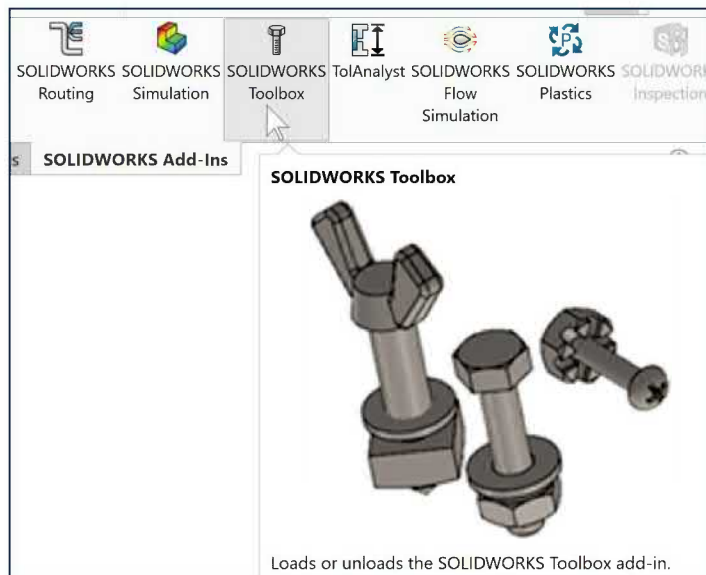 SOLIDWORKS SOLIDWORKS SOLIDWORKS TolAnalyst SOLIDWORKS SOLIDWORKS
Routing Simulation Toolbox Flow Plastics Inspection
Simulation
s SOLIDWORKS Add-Ins
SOLIDWORKS Toolbox
Loads or unloads the SOLIDWORKS Toolbox add-in.